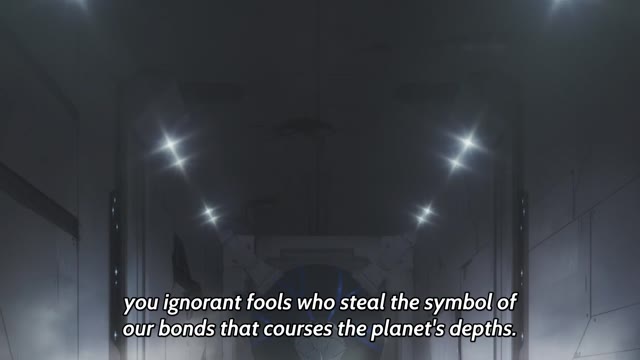 you ignorant fools who steal the symbol of
our bonds that courses the planet's depths.